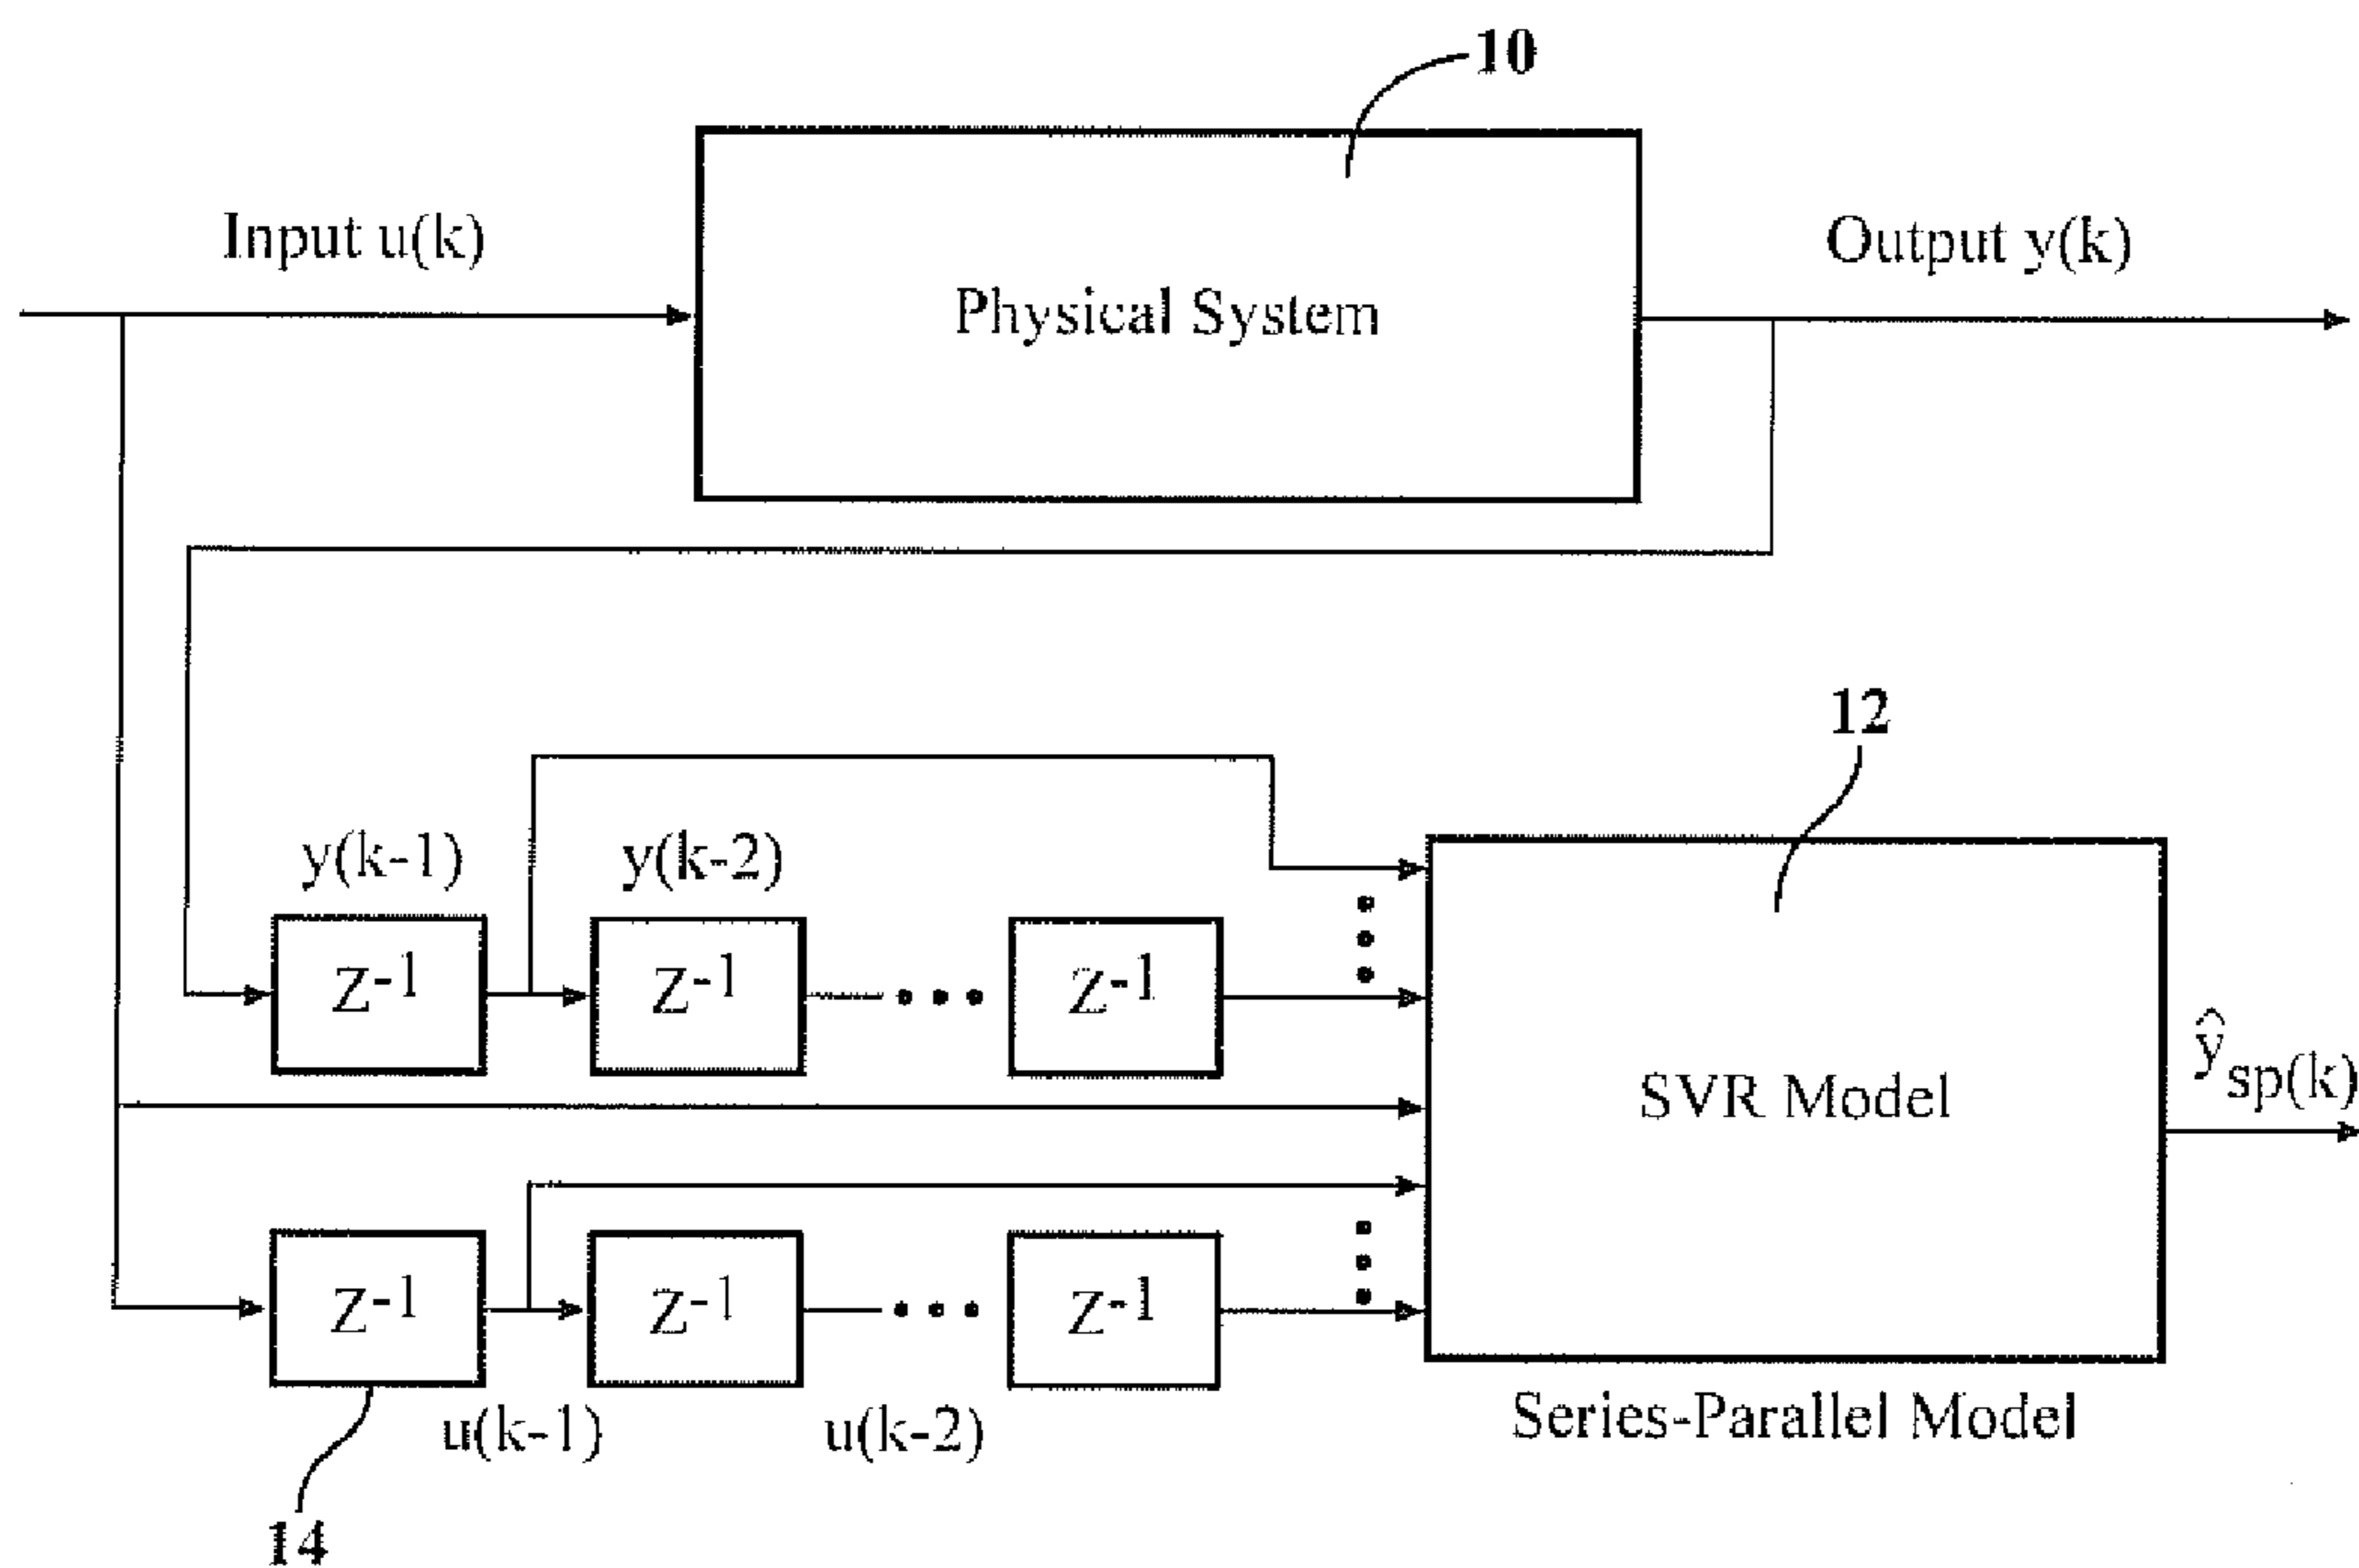 10
Input u(k)
Output y(k)
Physical System
12
y(k-1) y(k-2)
Z⁻¹ Z⁻¹ Z⁻¹
SVR Model
ŷsp(k)
Z⁻¹ Z⁻¹ Z⁻¹
u(k-1) u(k-2)
Series-Parallel Model
14